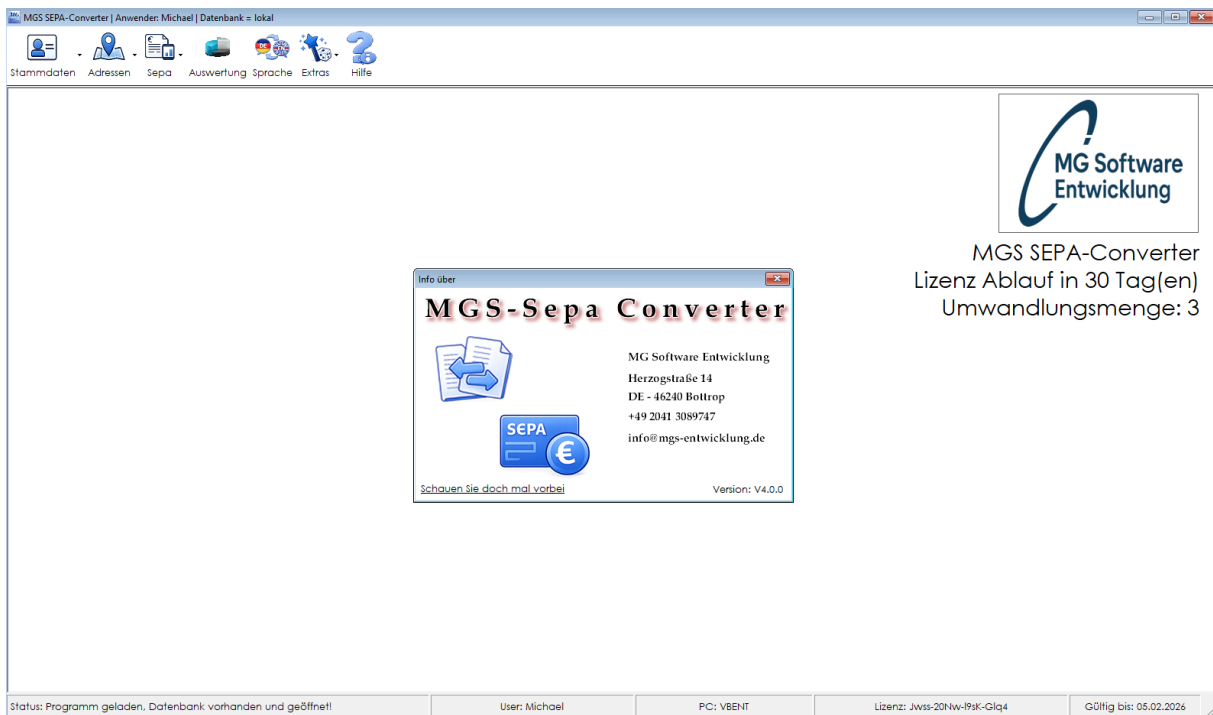 MGS SEPA-Converter | Anwender: Michael | Datenbank = lokal
DE
Stammdaten Adressen Sepa Auswertung Sprache Extras Hilfe
MG Software
Entwicklung
MGS SEPA-Converter
Lizenz Ablauf in 30 Tag(en)
Umwandlungsmenge: 3
Info über
MGS-Sepa Converter
MG Software Entwicklung
Herzogstraße 14
DE - 46240 Bottrop
+49 2041 3089747
info@mgs-entwicklung.de
SEPA
€
Schauen Sie doch mal vorbei
Version: V4.0.0
Status: Programm geladen, Datenbank vorhanden und geöffnet!
User: Michael
PC: VBENT
Lizenz: Jwss-20Nw-l9sK-Glq4
Gültig bis: 05.02.2026